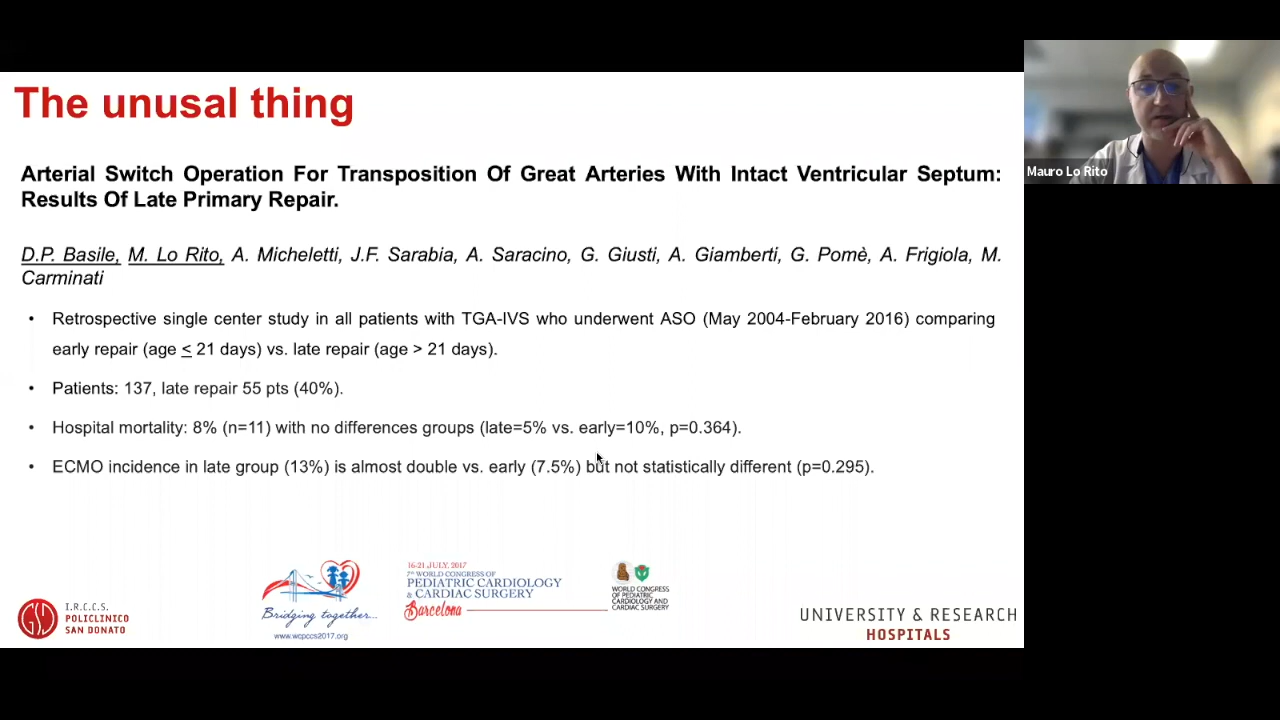 The unusal thing
Mauro Lo Rito
Arterial Switch Operation For Transposition Of Great Arteries With Intact Ventricular Septum:
Results Of Late Primary Repair.
D.P. Basile, M. Lo Rito, A. Micheletti, J.F. Sarabia, A. Saracino, G. Giusti, A. Giamberti, G. Pomè, A. Frigiola, M.
Carminati
• Retrospective single center study in all patients with TGA-IVS who underwent ASO (May 2004-February 2016) comparing
early repair (age ≤ 21 days) vs. late repair (age > 21 days).
• Patients: 137, late repair 55 pts (40%).
• Hospital mortality: 8% (n=11) with no differences groups (late=5% vs. early=10%, p=0.364).
• ECMO incidence in late group (13%) is almost double vs. early (7.5%) but not statistically different (p=0.295).
GSD
I.R.C.C.S.
POLICLINICO
SAN DONATO
Bridging together...
www.wcpccs2017.org
16-21 JULY, 2017
7TH WORLD CONGRESS OF
PEDIATRIC CARDIOLOGY
& CARDIAC SURGERY
Barcelona
WORLD CONGRESS
OF PEDIATRIC
CARDIOLOGY AND
CARDIAC SURGERY
UNIVERSITY & RESEARCH
HOSPITALS